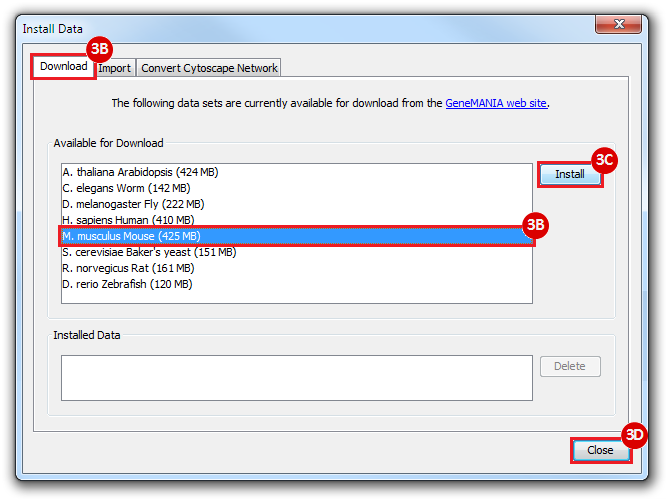 Install Data
3B
Download
Import
Convert Cytoscape Network
The following data sets are currently available for download from the GeneMANIA web site.
Available for Download
3C
A. thaliana Arabidopsis (424 MB)
Install
C. elegans Worm (142 MB)
D. melanogaster Fly (222 MB)
H. sapiens Human (410 MB)
3B
M. musculus Mouse (425 MB)
S. cerevisiae Baker's yeast (151 MB)
R. norvegicus Rat (161 MB)
D. rerio Zebrafish (120 MB)
Installed Data
Delete
3D
Close